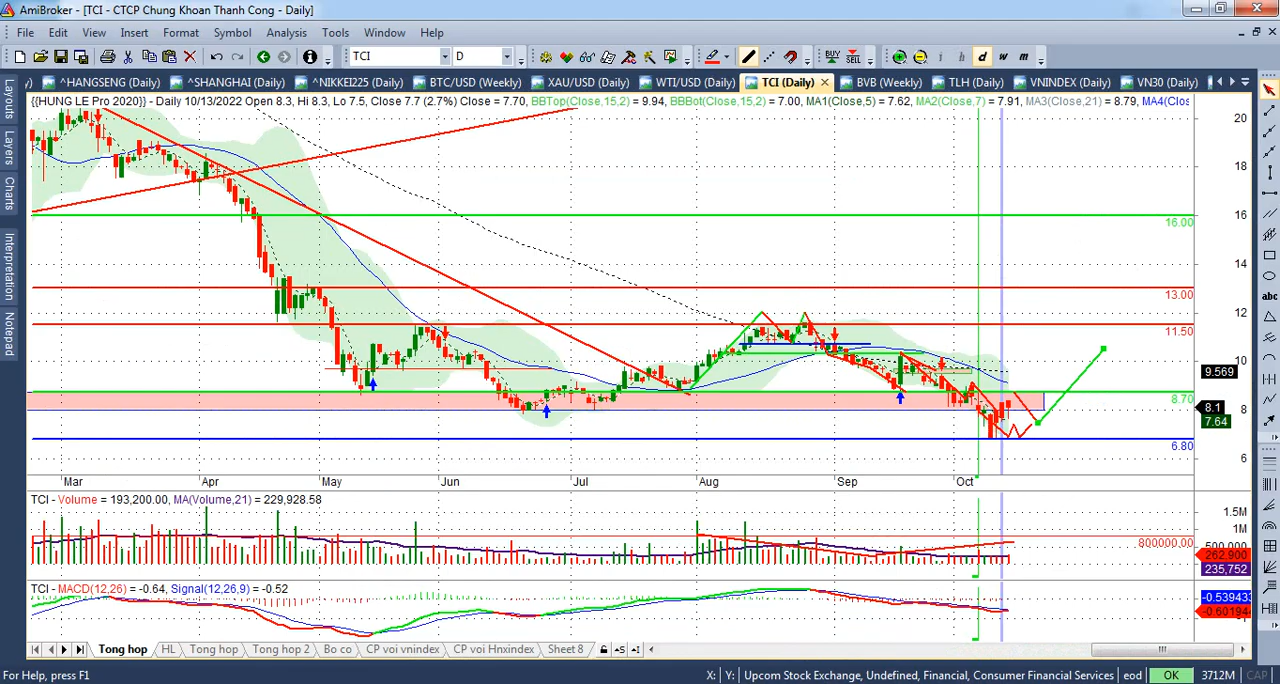 AmiBroker - [TCI - CTCP Chung Khoan Thanh Cong - Daily]
File Edit View Insert Format Symbol Analysis Tools Window Help
TCI D i h d w m
BUY SELL
^HANGSENG (Daily) ^SHANGHAI (Daily) ^NIKKEI225 (Daily) BTC/USD (Weekly) XAU/USD (Daily) WTI/USD (Daily) TCI (Daily) BVB (Weekly) TLH (Daily) VNINDEX (Daily) VN30 (Daily)
Layouts
Layers
Charts
Interpretation
Notepad
abc
{{HUNG LE Pro 2020}} - Daily 10/13/2022 Open 8.3, Hi 8.3, Lo 7.5, Close 7.7 (2.7%) Close = 7.70, BBTop(Close,15,2) = 9.94, BBBot(Close,15,2) = 7.00, MA1(Close,5) = 7.62, MA2(Close,7) = 7.91, MA3(Close,21) = 8.79, MA4(Clos
20
18
16
16.00
14
13.00
12
11.50
10
9.569
8.70
8.1
8
7.64
6.80
6
Mar Apr May Jun Jul Aug Sep Oct
TCI - Volume = 193,200.00, MA(Volume,21) = 229,928.58
1.5M
1M
800000.00
500,000
262,900
235,752
TCI - MACD(12,26) = -0.64, Signal(12,26,9) = -0.52
-0.539433
-0.60194
Tong hop HL Tong hop Tong hop 2 Bo co CP voi vnindex CP voi Hnxindex Sheet 8
For Help, press F1 X: Y: Upcom Stock Exchange, Undefined, Financial, Consumer Financial Services eod OK 3712M CAP